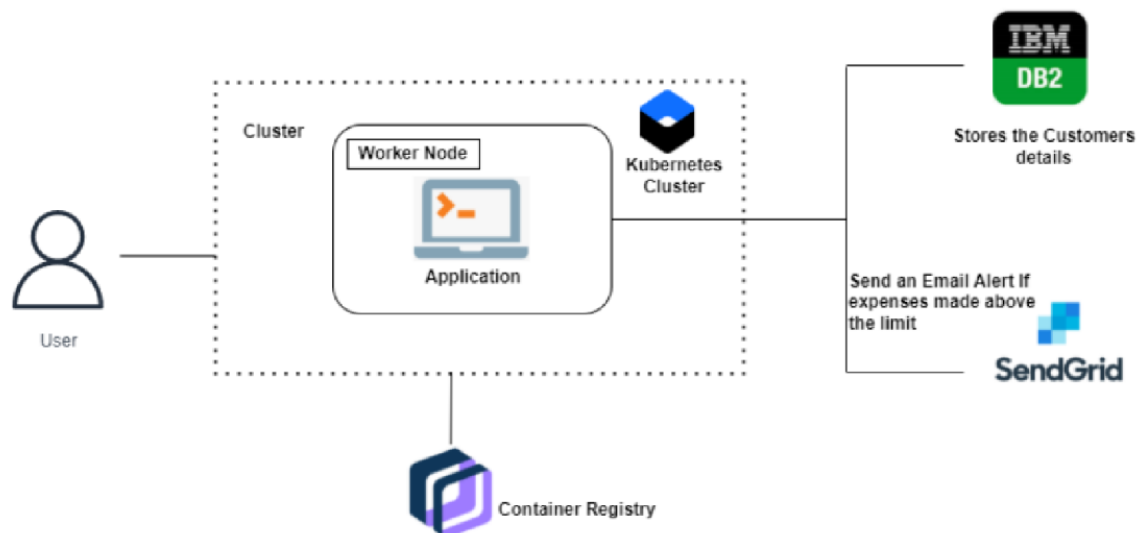 IBM
DB2
Stores the Customers
details
Cluster
Worker Node
Kubernetes
Cluster
Application
User
Send an Email Alert If
expenses made above
the limit
SendGrid
Container Registry